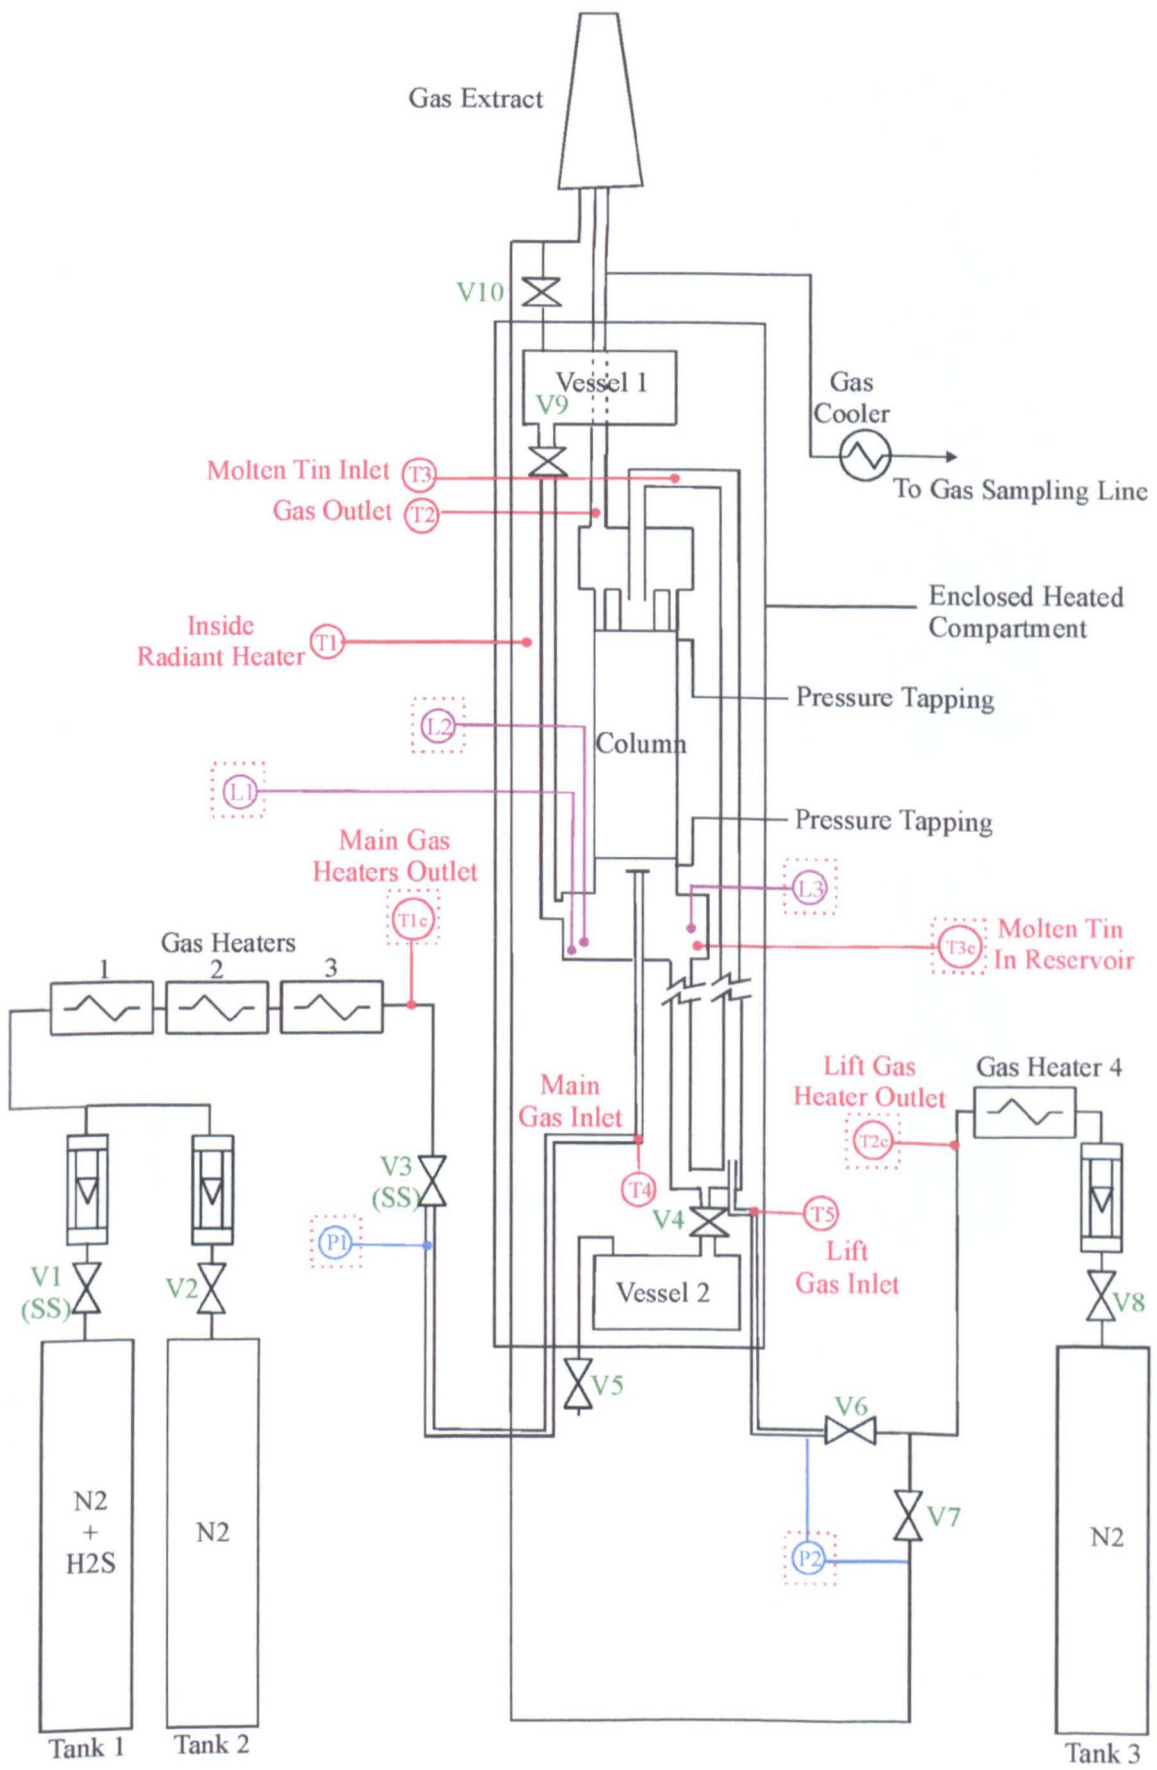 Gas Extract
V10
Vessel 1
V9
Gas
Cooler
To Gas Sampling Line
Molten Tin Inlet T3
Gas Outlet T2
Enclosed Heated
Compartment
Inside
Radiant Heater T1
Pressure Tapping
L2
Column
L1
Pressure Tapping
Main Gas
Heaters Outlet
T1c
L3
Gas Heaters
1 2 3
T3c
Molten Tin
In Reservoir
Main
Gas Inlet
T4
Lift Gas
Heater Outlet
T2c
Gas Heater 4
V3
(SS)
P1
V4
T5
Lift
Gas Inlet
V1
(SS)
V2
Vessel 2
V8
V5
V6
V7
P2
N2
+
H2S
N2
N2
Tank 1
Tank 2
Tank 3